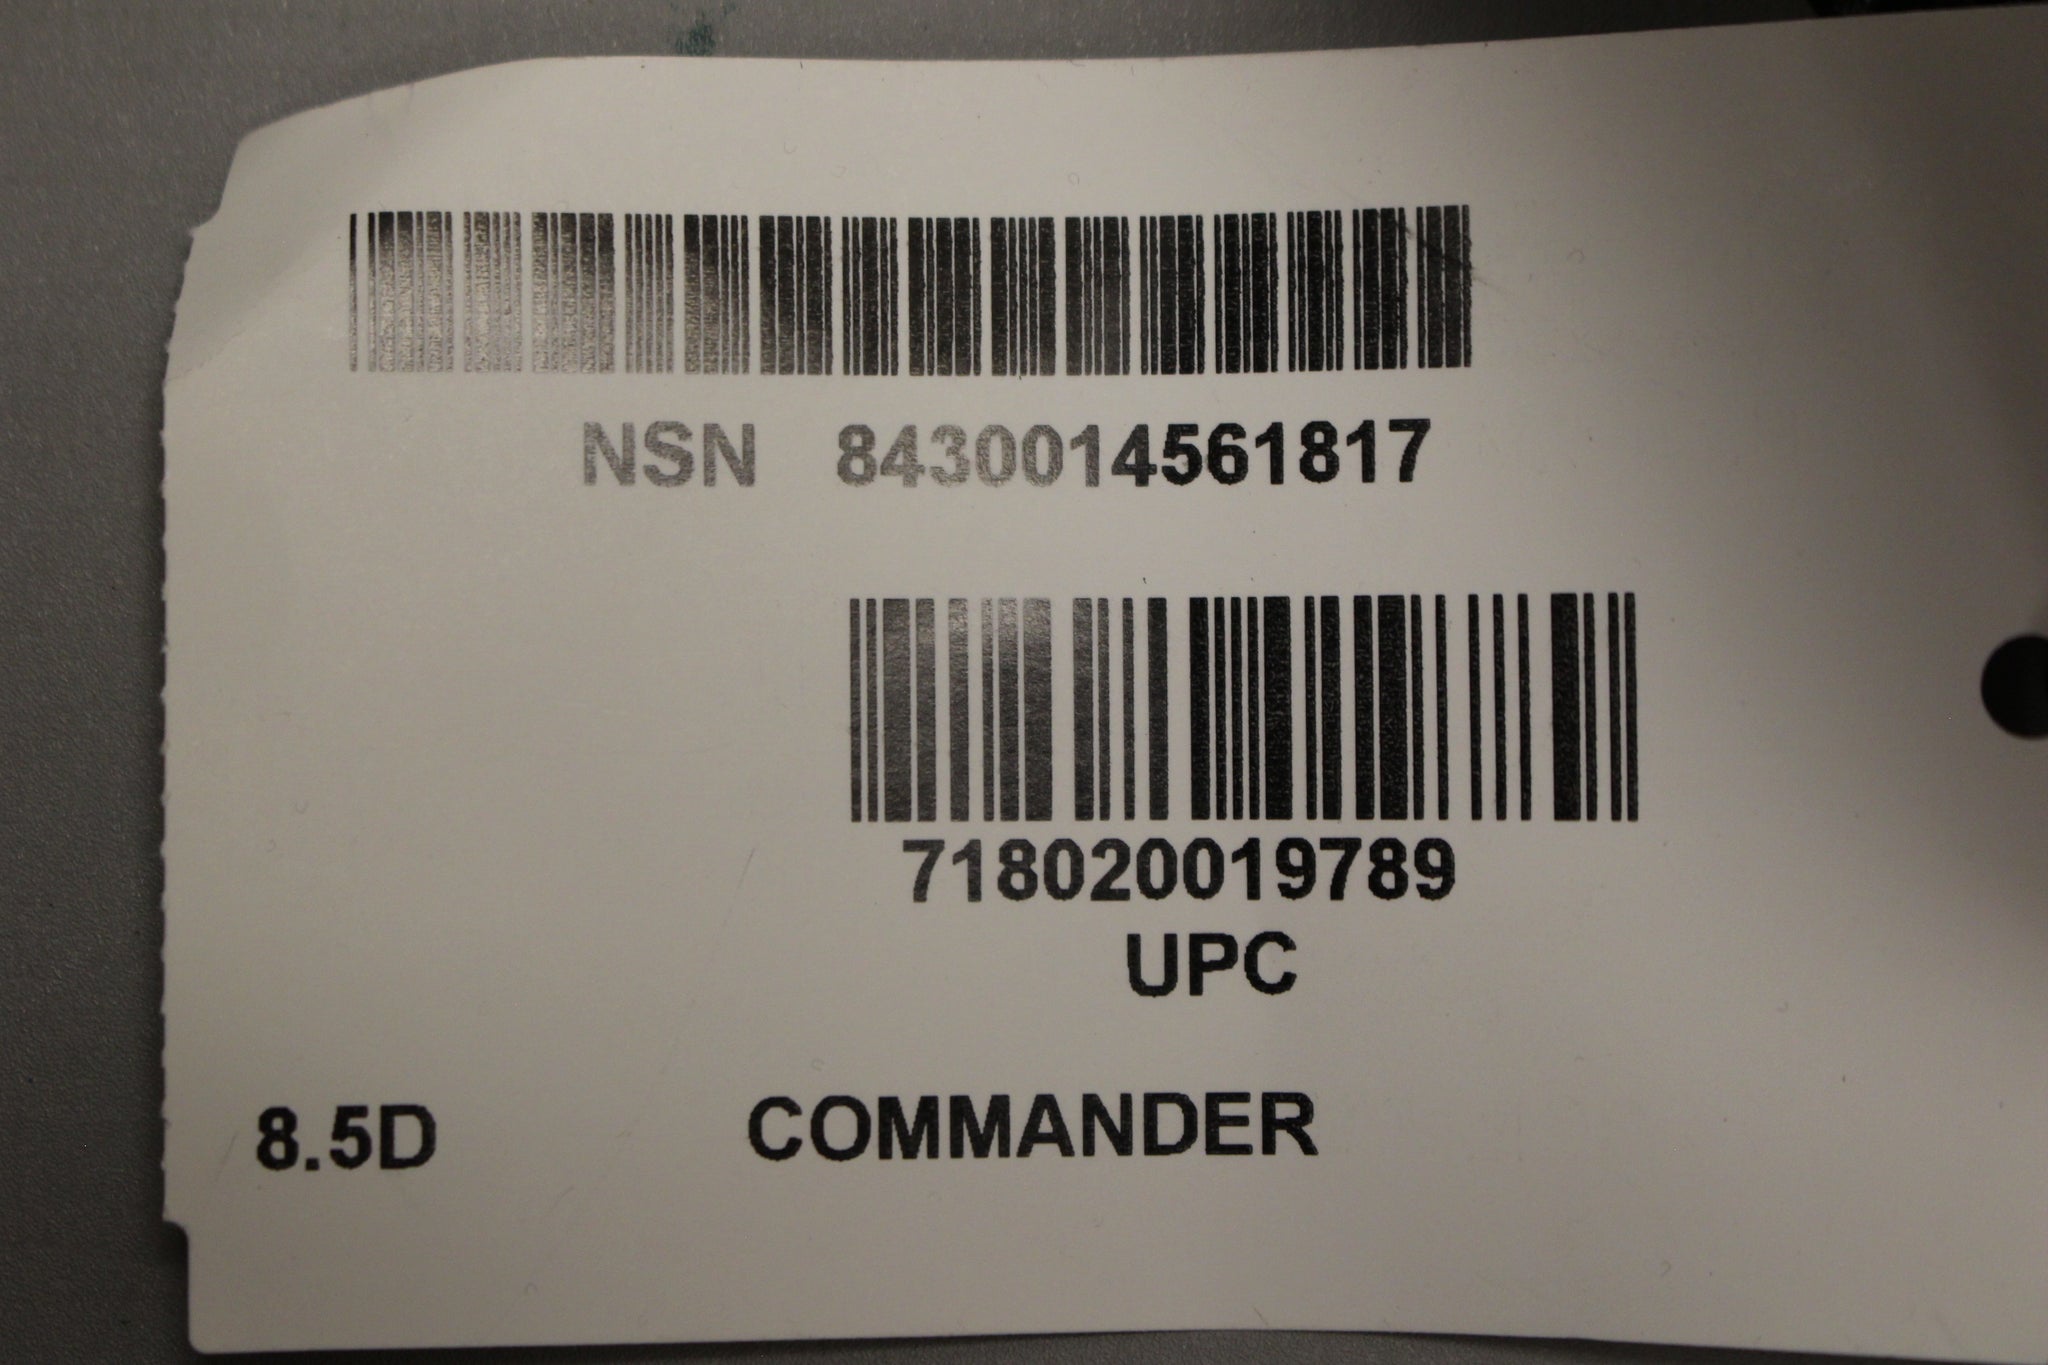 NSN 8430014561817
718020019789
UPC
8.5D COMMANDER